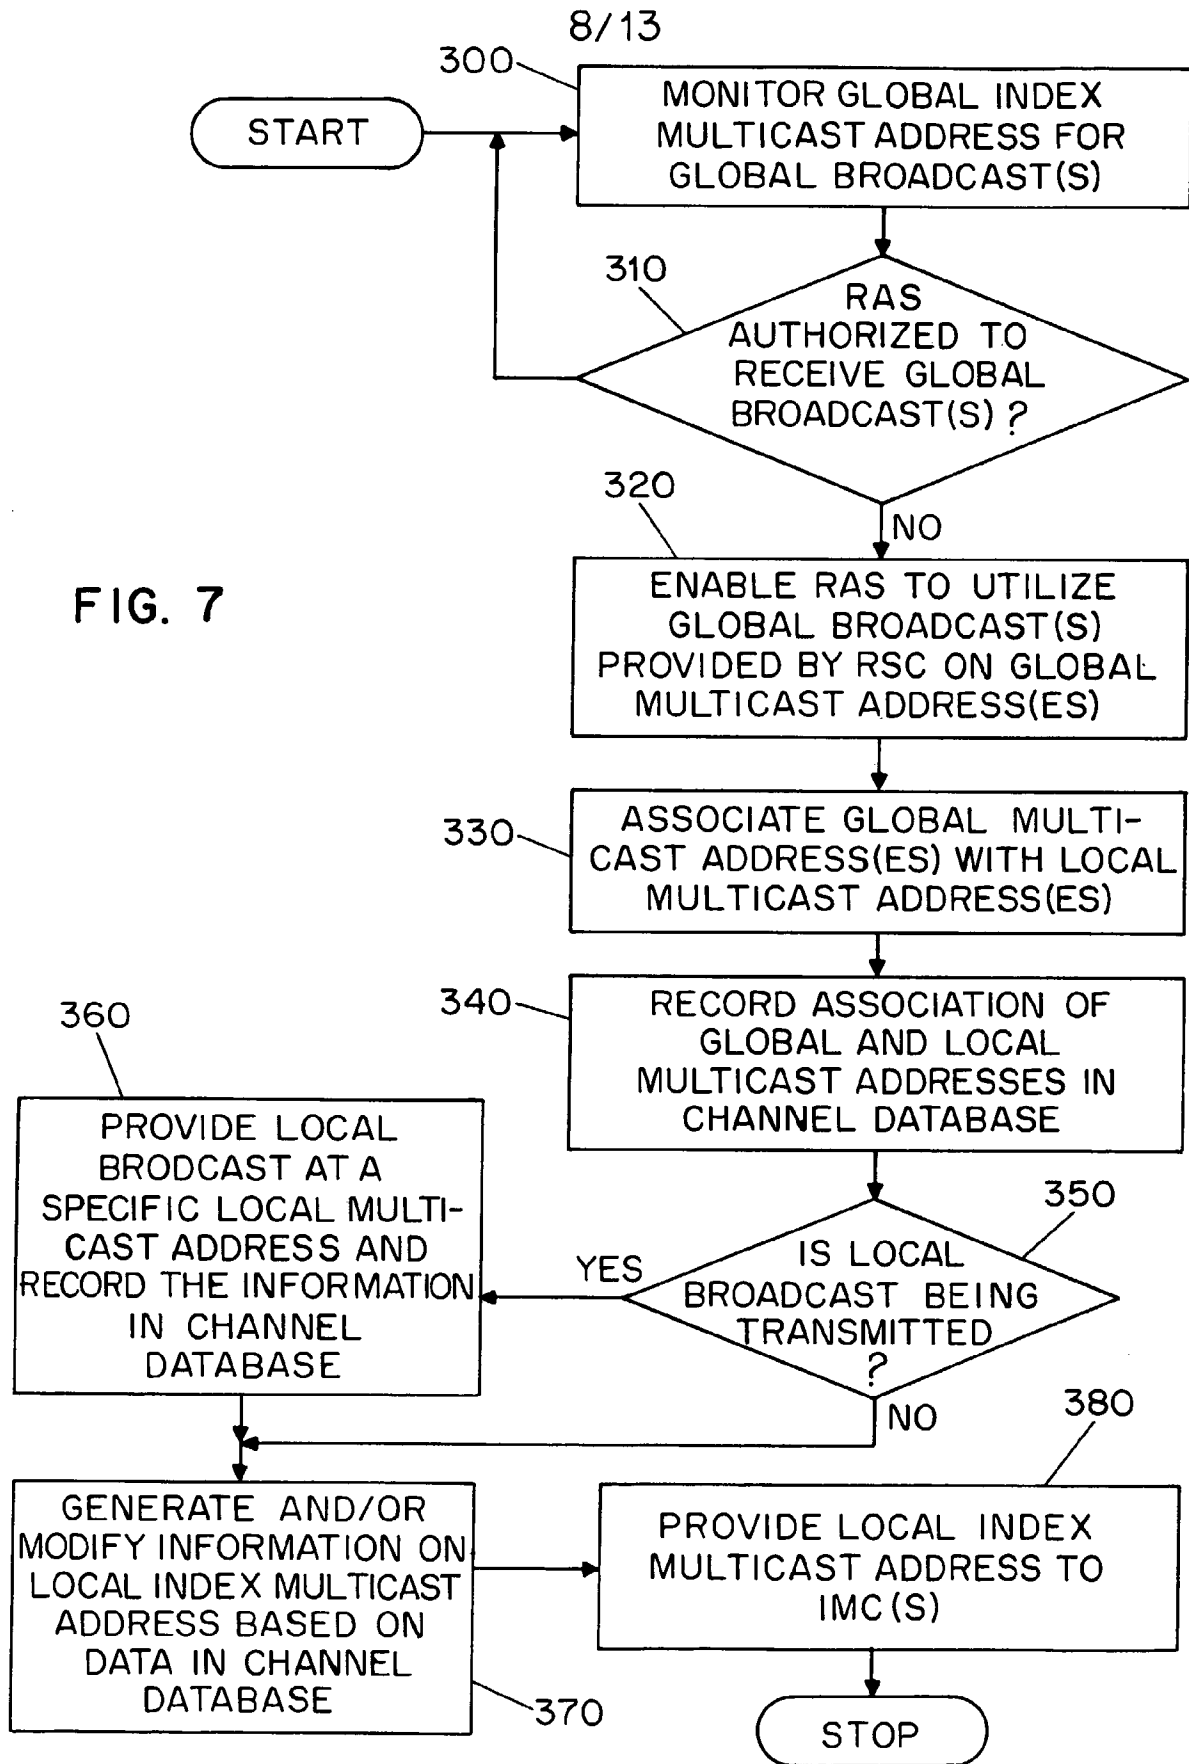 8/13
300
START
MONITOR GLOBAL INDEX
MULTICAST ADDRESS FOR
GLOBAL BROADCAST(S)
310
RAS
AUTHORIZED TO
RECEIVE GLOBAL
BROADCAST(S)?
NO
320
FIG. 7
ENABLE RAS TO UTILIZE
GLOBAL BROADCAST(S)
PROVIDED BY RSC ON GLOBAL
MULTICAST ADDRESS(ES)
330
ASSOCIATE GLOBAL MULTI-
CAST ADDRESS(ES) WITH LOCAL
MULTICAST ADDRESS(ES)
340
RECORD ASSOCIATION OF
GLOBAL AND LOCAL
MULTICAST ADDRESSES IN
CHANNEL DATABASE
350
IS LOCAL
BROADCAST BEING
TRANSMITTED
?
YES
NO
360
PROVIDE LOCAL
BRODCAST AT A
SPECIFIC LOCAL MULTI-
CAST ADDRESS AND
RECORD THE INFORMATION
IN CHANNEL
DATABASE
GENERATE AND/OR
MODIFY INFORMATION ON
LOCAL INDEX MULTICAST
ADDRESS BASED ON
DATA IN CHANNEL
DATABASE
370
380
PROVIDE LOCAL INDEX
MULTICAST ADDRESS TO
IMC(S)
STOP